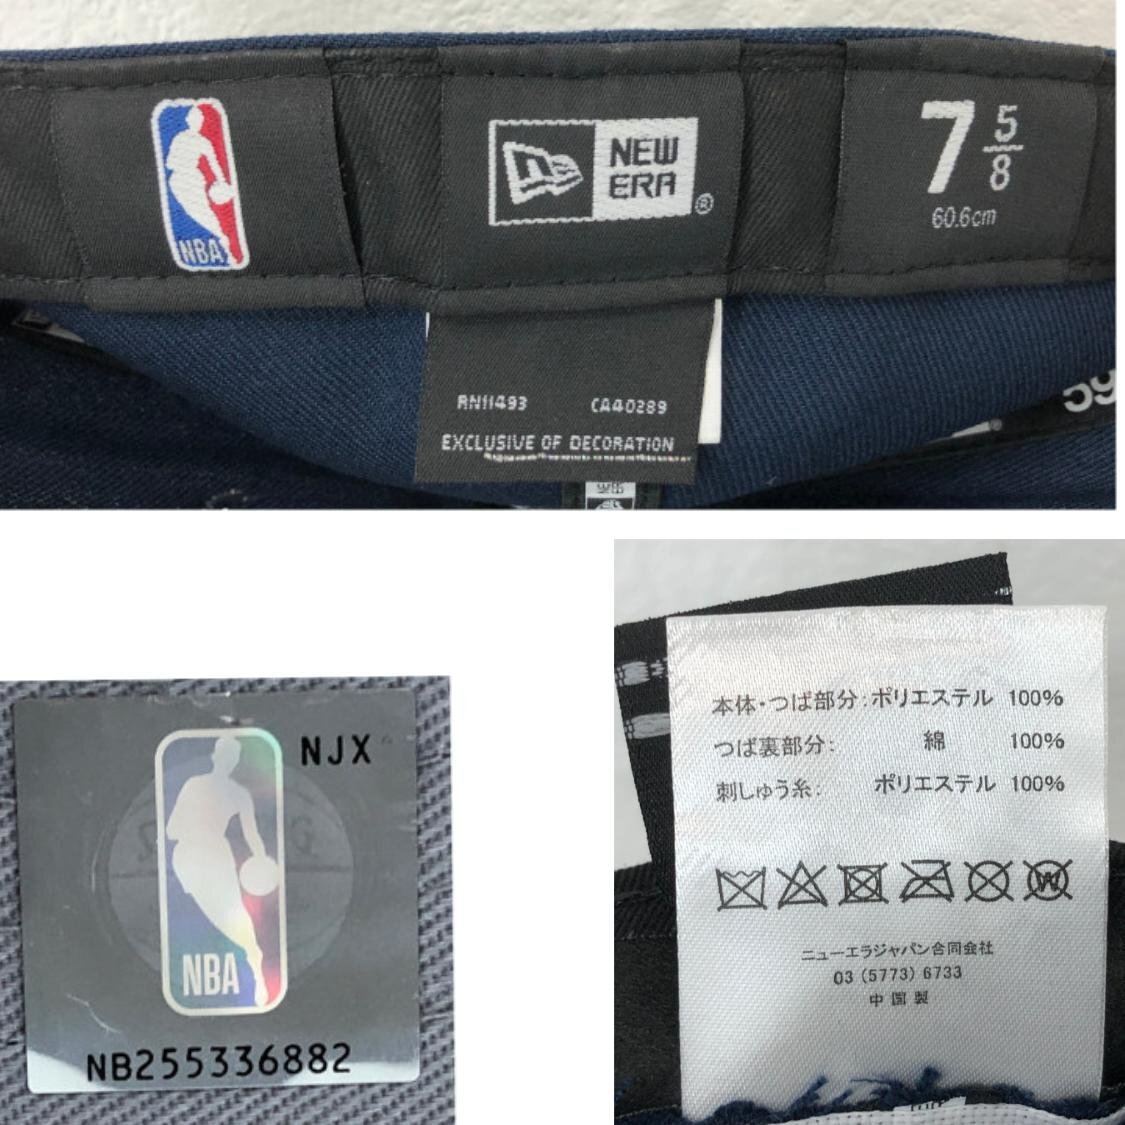 NBA
NEW
ERA®
7 5/8
60.6cm
RN11493 CA40289
EXCLUSIVE OF DECORATION
59
NJX
NBA
NB255336882
本体・つば部分:ポリエステル 100%
つば裏部分: 綿 100%
刺しゅう糸: ポリエステル 100%
W
ニューエラジャパン合同会社
03 (5773) 6733
中国製